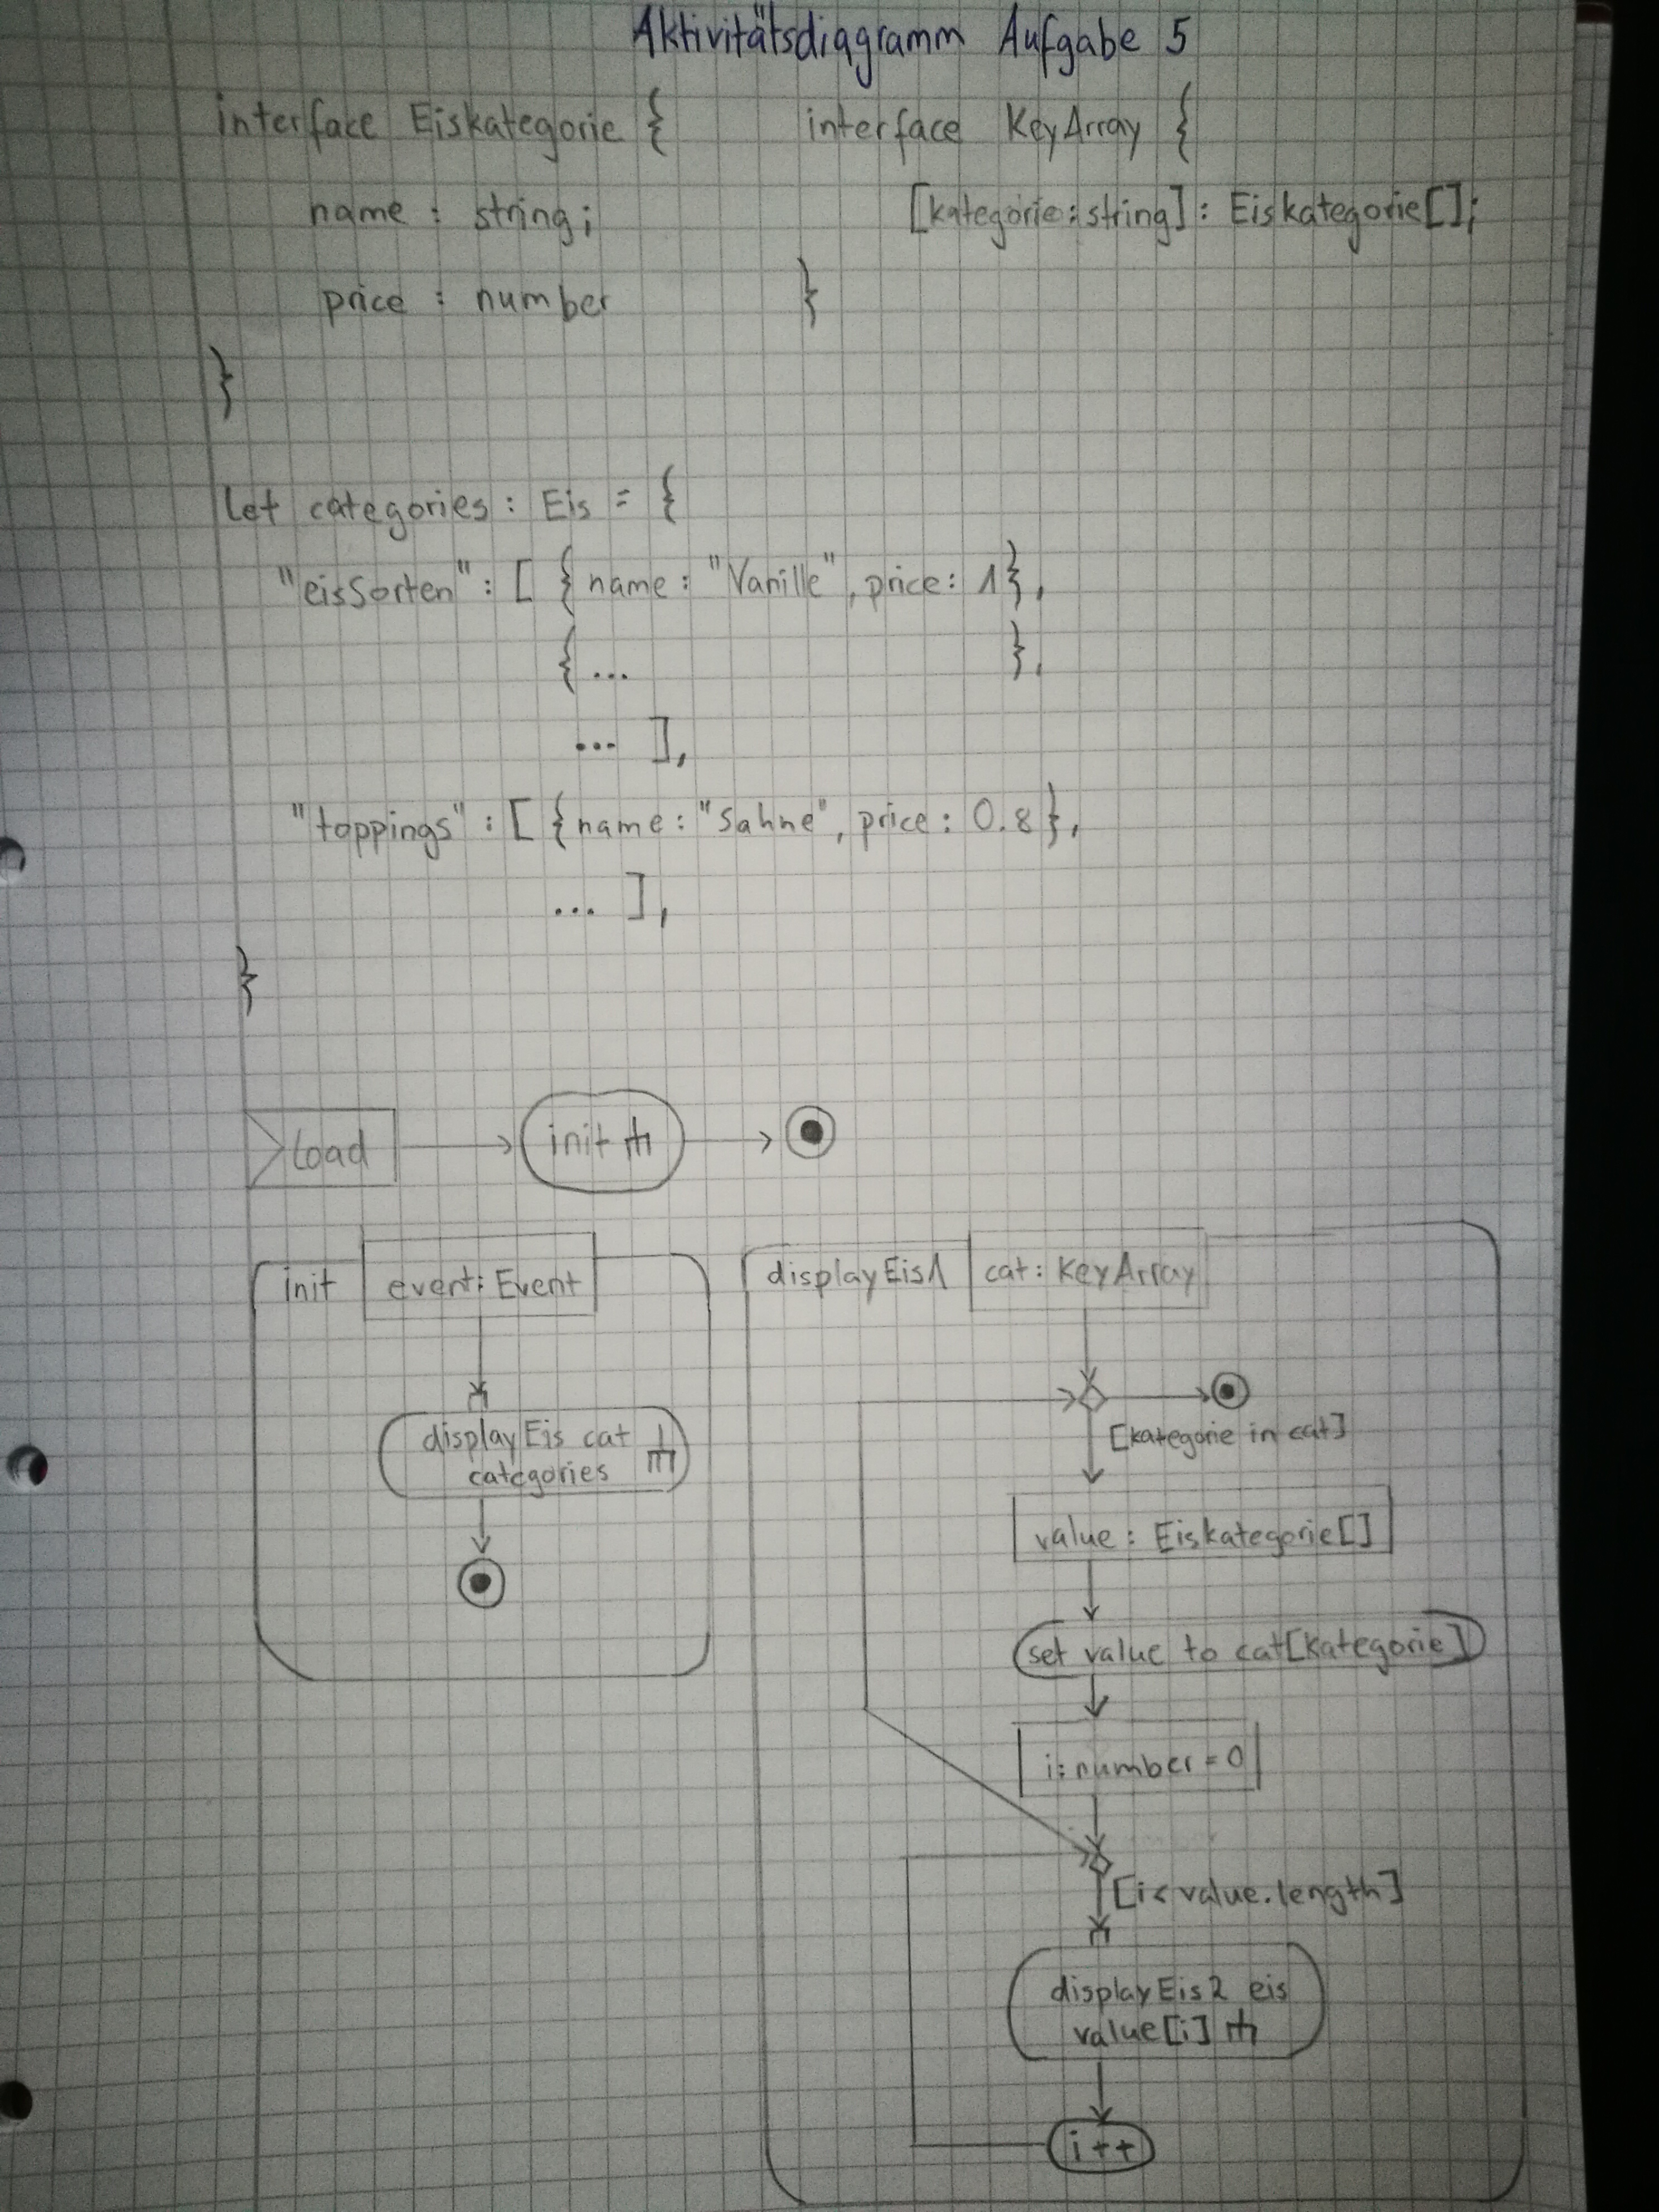 Aktivitätsdiagramm Aufgabe 5
interface Eiskategorie {
name : string;
price : number
}
interface KeyArray {
[kategorie:string] : Eiskategorie[];
}
let categories : Eis = {
"eisSorten" : [ { name : "Vanille", price : 1},
{ ... },
... ],
"toppings" : [ {name : "Sahne", price : 0.8},
... ],
}
load
init
init
event: Event
displayEis cat
categories
displayEis1
cat: KeyArray
[kategorie in cat]
value : Eiskategorie[]
set value to cat[kategorie]
i: number = 0
[i< value.length]
displayEis2 eis
value[i]
i++